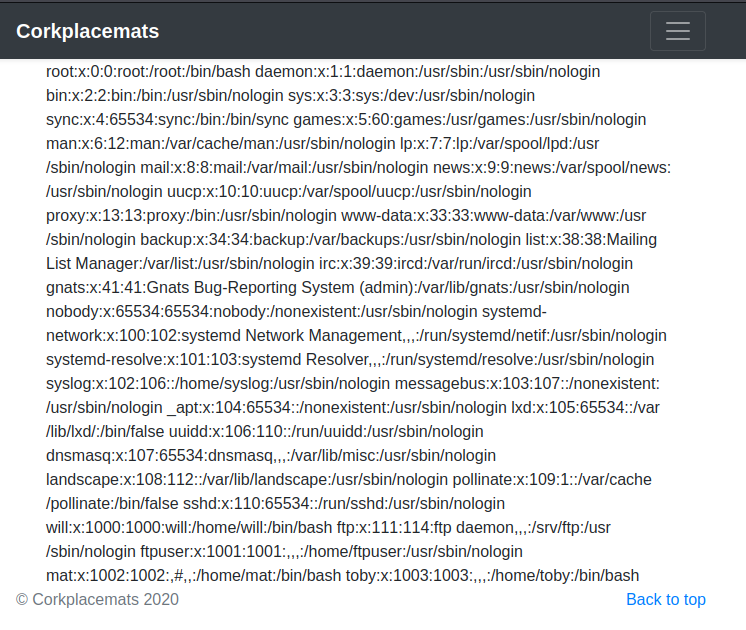 Corkplacemats
root:x:0:0:root:/root:/bin/bash daemon:x:1:1:daemon:/usr/sbin:/usr/sbin/nologin
bin:x:2:2:bin:/bin:/usr/sbin/nologin sys:x:3:3:sys:/dev:/usr/sbin/nologin
sync:x:4:65534:sync:/bin:/bin/sync games:x:5:60:games:/usr/games:/usr/sbin/nologin
man:x:6:12:man:/var/cache/man:/usr/sbin/nologin lp:x:7:7:lp:/var/spool/lpd:/usr
/sbin/nologin mail:x:8:8:mail:/var/mail:/usr/sbin/nologin news:x:9:9:news:/var/spool/news:
/usr/sbin/nologin uucp:x:10:10:uucp:/var/spool/uucp:/usr/sbin/nologin
proxy:x:13:13:proxy:/bin:/usr/sbin/nologin www-data:x:33:33:www-data:/var/www:/usr
/sbin/nologin backup:x:34:34:backup:/var/backups:/usr/sbin/nologin list:x:38:38:Mailing
List Manager:/var/list:/usr/sbin/nologin irc:x:39:39:ircd:/var/run/ircd:/usr/sbin/nologin
gnats:x:41:41:Gnats Bug-Reporting System (admin):/var/lib/gnats:/usr/sbin/nologin
nobody:x:65534:65534:nobody:/nonexistent:/usr/sbin/nologin systemd-
network:x:100:102:systemd Network Management,,,:/run/systemd/netif:/usr/sbin/nologin
systemd-resolve:x:101:103:systemd Resolver,,,:/run/systemd/resolve:/usr/sbin/nologin
syslog:x:102:106::/home/syslog:/usr/sbin/nologin messagebus:x:103:107::/nonexistent:
/usr/sbin/nologin _apt:x:104:65534::/nonexistent:/usr/sbin/nologin lxd:x:105:65534::/var
/lib/lxd/:/bin/false uuidd:x:106:110::/run/uuidd:/usr/sbin/nologin
dnsmasq:x:107:65534:dnsmasq,,,:/var/lib/misc:/usr/sbin/nologin
landscape:x:108:112::/var/lib/landscape:/usr/sbin/nologin pollinate:x:109:1::/var/cache
/pollinate:/bin/false sshd:x:110:65534::/run/sshd:/usr/sbin/nologin
will:x:1000:1000:will:/home/will:/bin/bash ftp:x:111:114:ftp daemon,,,:/srv/ftp:/usr
/sbin/nologin ftpuser:x:1001:1001:,,,:/home/ftpuser:/usr/sbin/nologin
mat:x:1002:1002:,#,,:/home/mat:/bin/bash toby:x:1003:1003:,,,:/home/toby:/bin/bash
© Corkplacemats 2020
Back to top